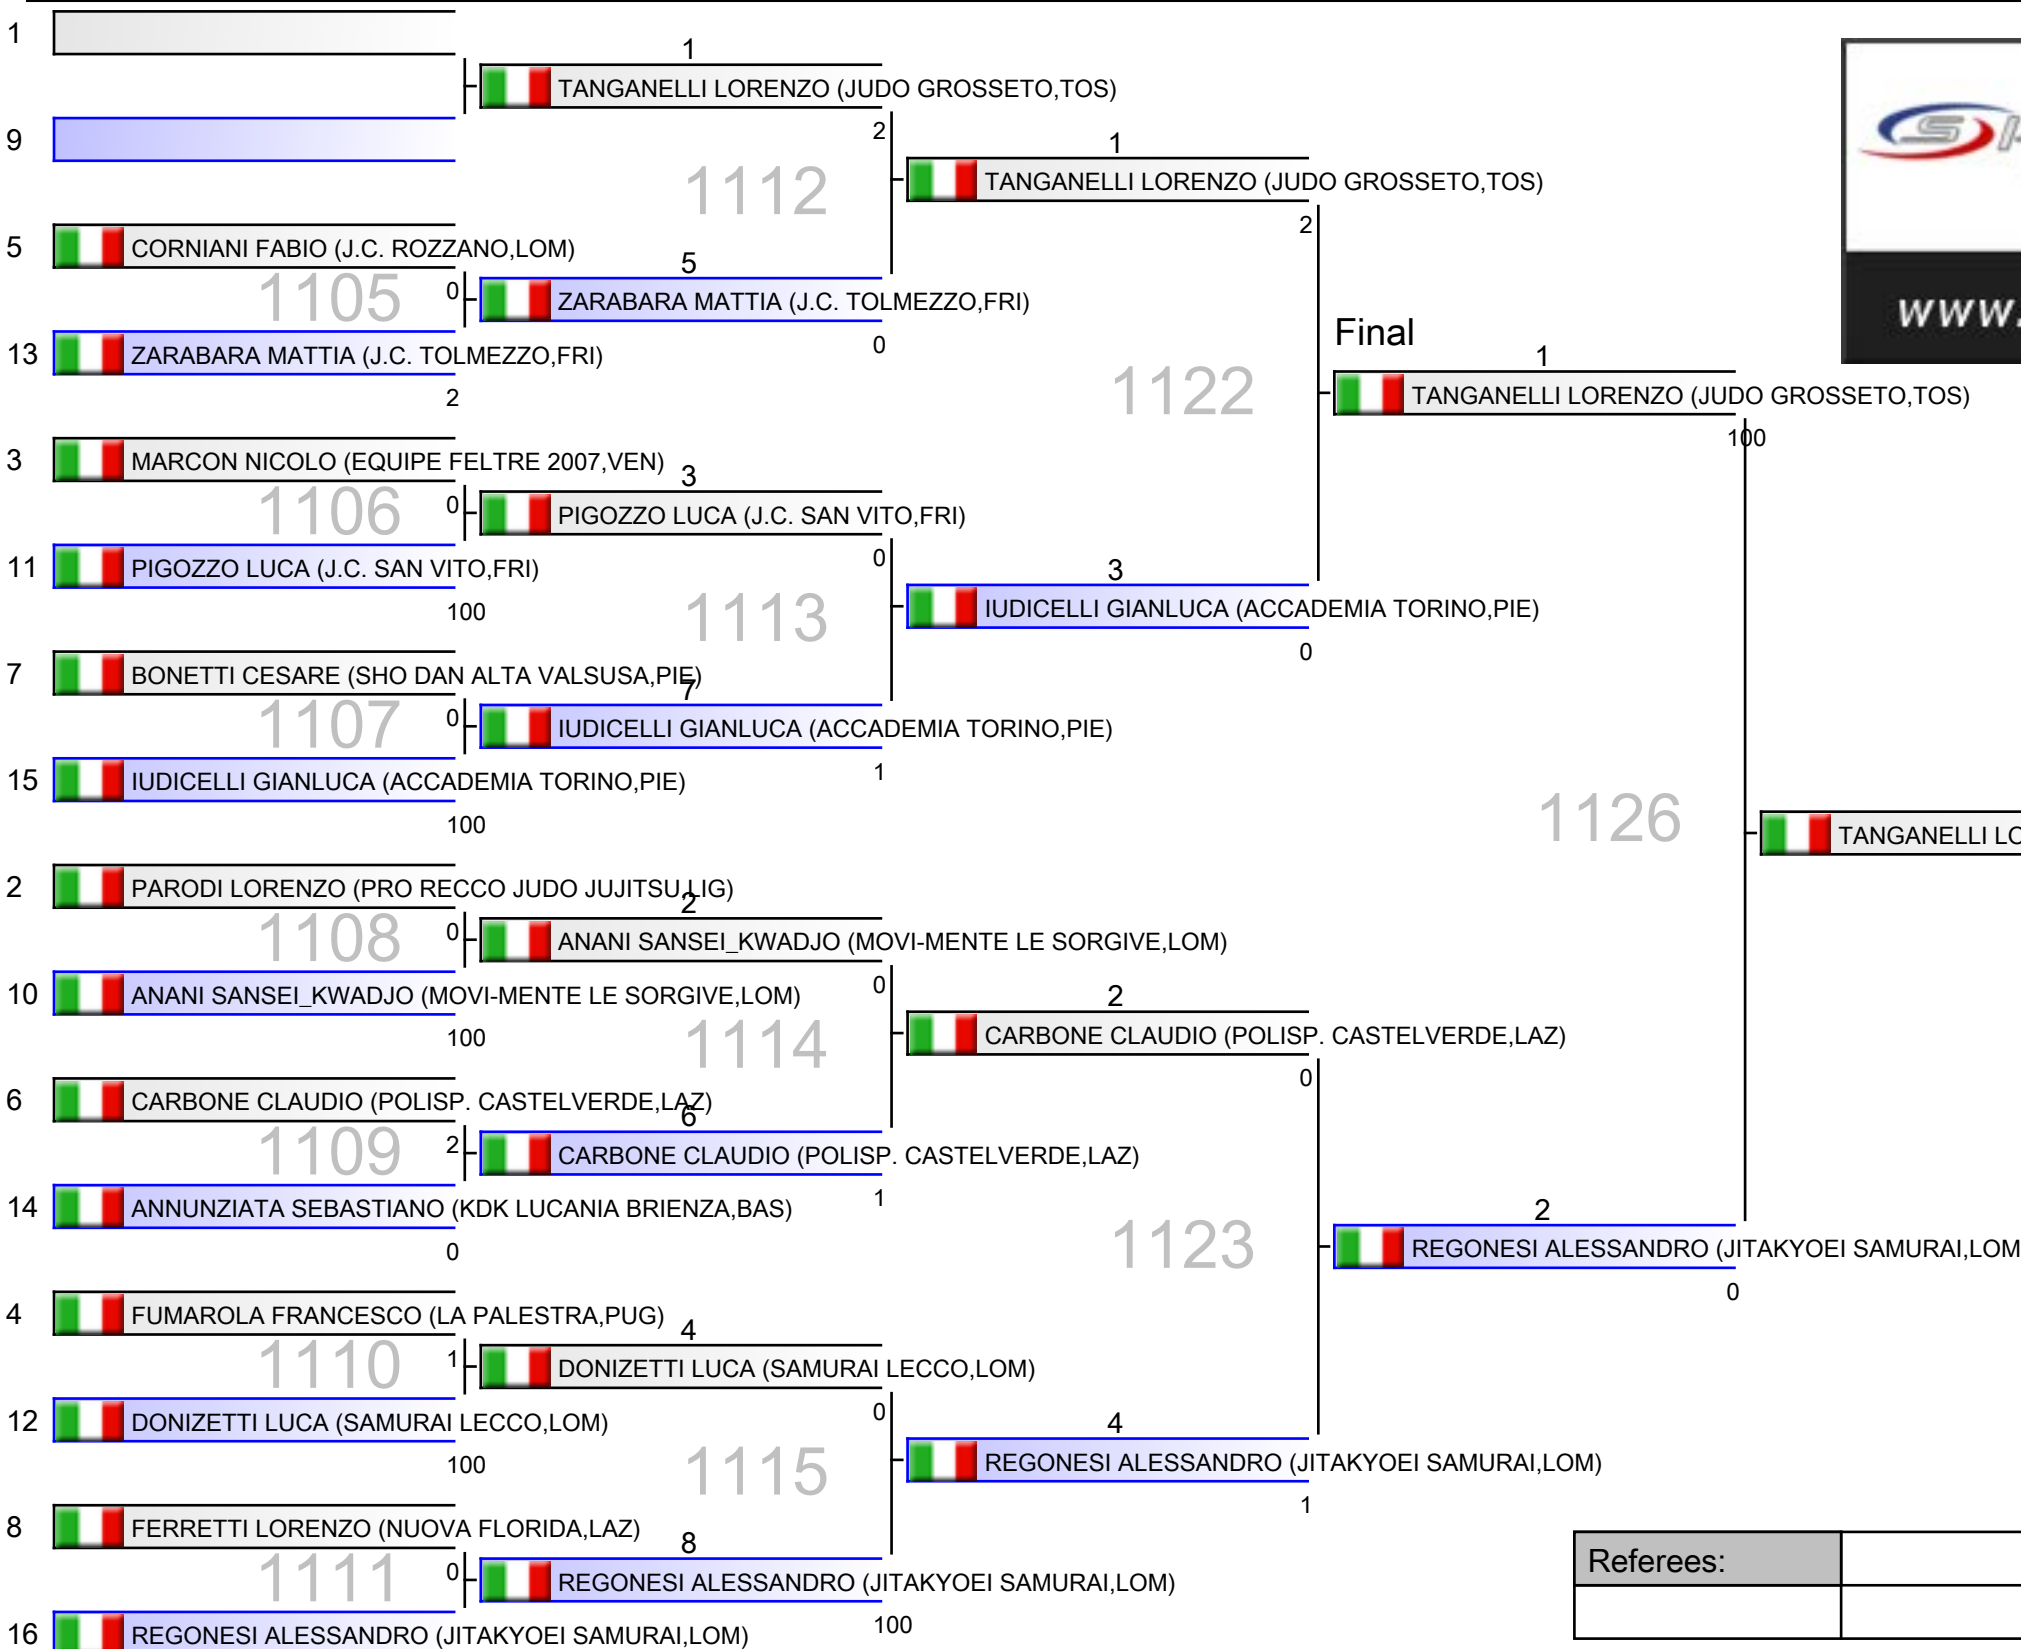 1
1
TANGANELLI LORENZO (JUDO GROSSETO,TOS)
9
2
1
1112
TANGANELLI LORENZO (JUDO GROSSETO,TOS)
2
5
CORNIANI FABIO (J.C. ROZZANO,LOM)
5
1105
0
ZARABARA MATTIA (J.C. TOLMEZZO,FRI)
WWW.
Final
13
ZARABARA MATTIA (J.C. TOLMEZZO,FRI)
0
1
2
1122
TANGANELLI LORENZO (JUDO GROSSETO,TOS)
100
3
MARCON NICOLO (EQUIPE FELTRE 2007,VEN)
3
1106
0
PIGOZZO LUCA (J.C. SAN VITO,FRI)
11
PIGOZZO LUCA (J.C. SAN VITO,FRI)
0
3
100
1113
IUDICELLI GIANLUCA (ACCADEMIA TORINO,PIE)
0
7
BONETTI CESARE (SHO DAN ALTA VALSUSA,PIE)
7
1107
0
IUDICELLI GIANLUCA (ACCADEMIA TORINO,PIE)
15
IUDICELLI GIANLUCA (ACCADEMIA TORINO,PIE)
1
100
1126
TANGANELLI LO
2
PARODI LORENZO (PRO RECCO JUDO JUJITSU,LIG)
2
1108
0
ANANI SANSEI_KWADJO (MOVI-MENTE LE SORGIVE,LOM)
10
ANANI SANSEI_KWADJO (MOVI-MENTE LE SORGIVE,LOM)
0
2
100
1114
CARBONE CLAUDIO (POLISP. CASTELVERDE,LAZ)
0
6
CARBONE CLAUDIO (POLISP. CASTELVERDE,LAZ)
6
1109
2
CARBONE CLAUDIO (POLISP. CASTELVERDE,LAZ)
14
ANNUNZIATA SEBASTIANO (KDK LUCANIA BRIENZA,BAS)
1
2
0
1123
REGONESI ALESSANDRO (JITAKYOEI SAMURAI,LOM
0
4
FUMAROLA FRANCESCO (LA PALESTRA,PUG)
4
1110
1
DONIZETTI LUCA (SAMURAI LECCO,LOM)
12
DONIZETTI LUCA (SAMURAI LECCO,LOM)
0
4
100
1115
REGONESI ALESSANDRO (JITAKYOEI SAMURAI,LOM)
1
8
FERRETTI LORENZO (NUOVA FLORIDA,LAZ)
8
Referees:
1111
0
REGONESI ALESSANDRO (JITAKYOEI SAMURAI,LOM)
16
REGONESI ALESSANDRO (JITAKYOEI SAMURAI,LOM)
100